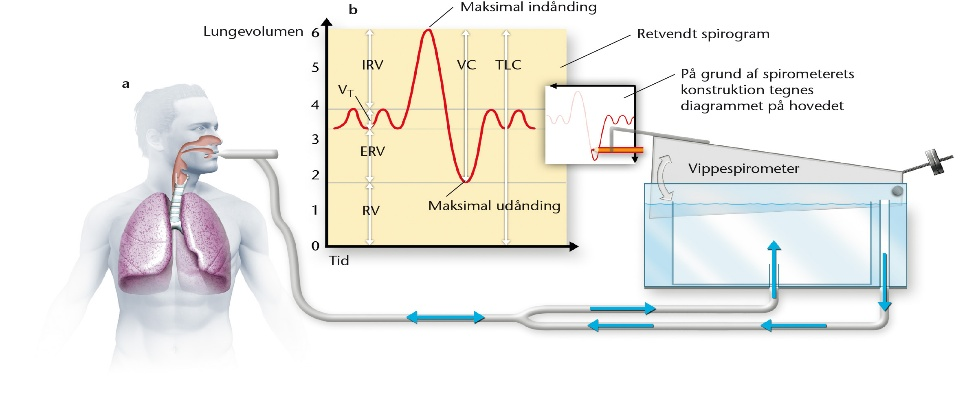 a
b
Maksimal indånding
Lungevolumen
6
5
4
3
2
1
0
IRV
VC
TLC
V_T
ERV
RV
Maksimal udånding
Tid
Retvendt spirogram
På grund af spirometerets
konstruktion tegnes
diagrammet på hovedet
Vippespirometer